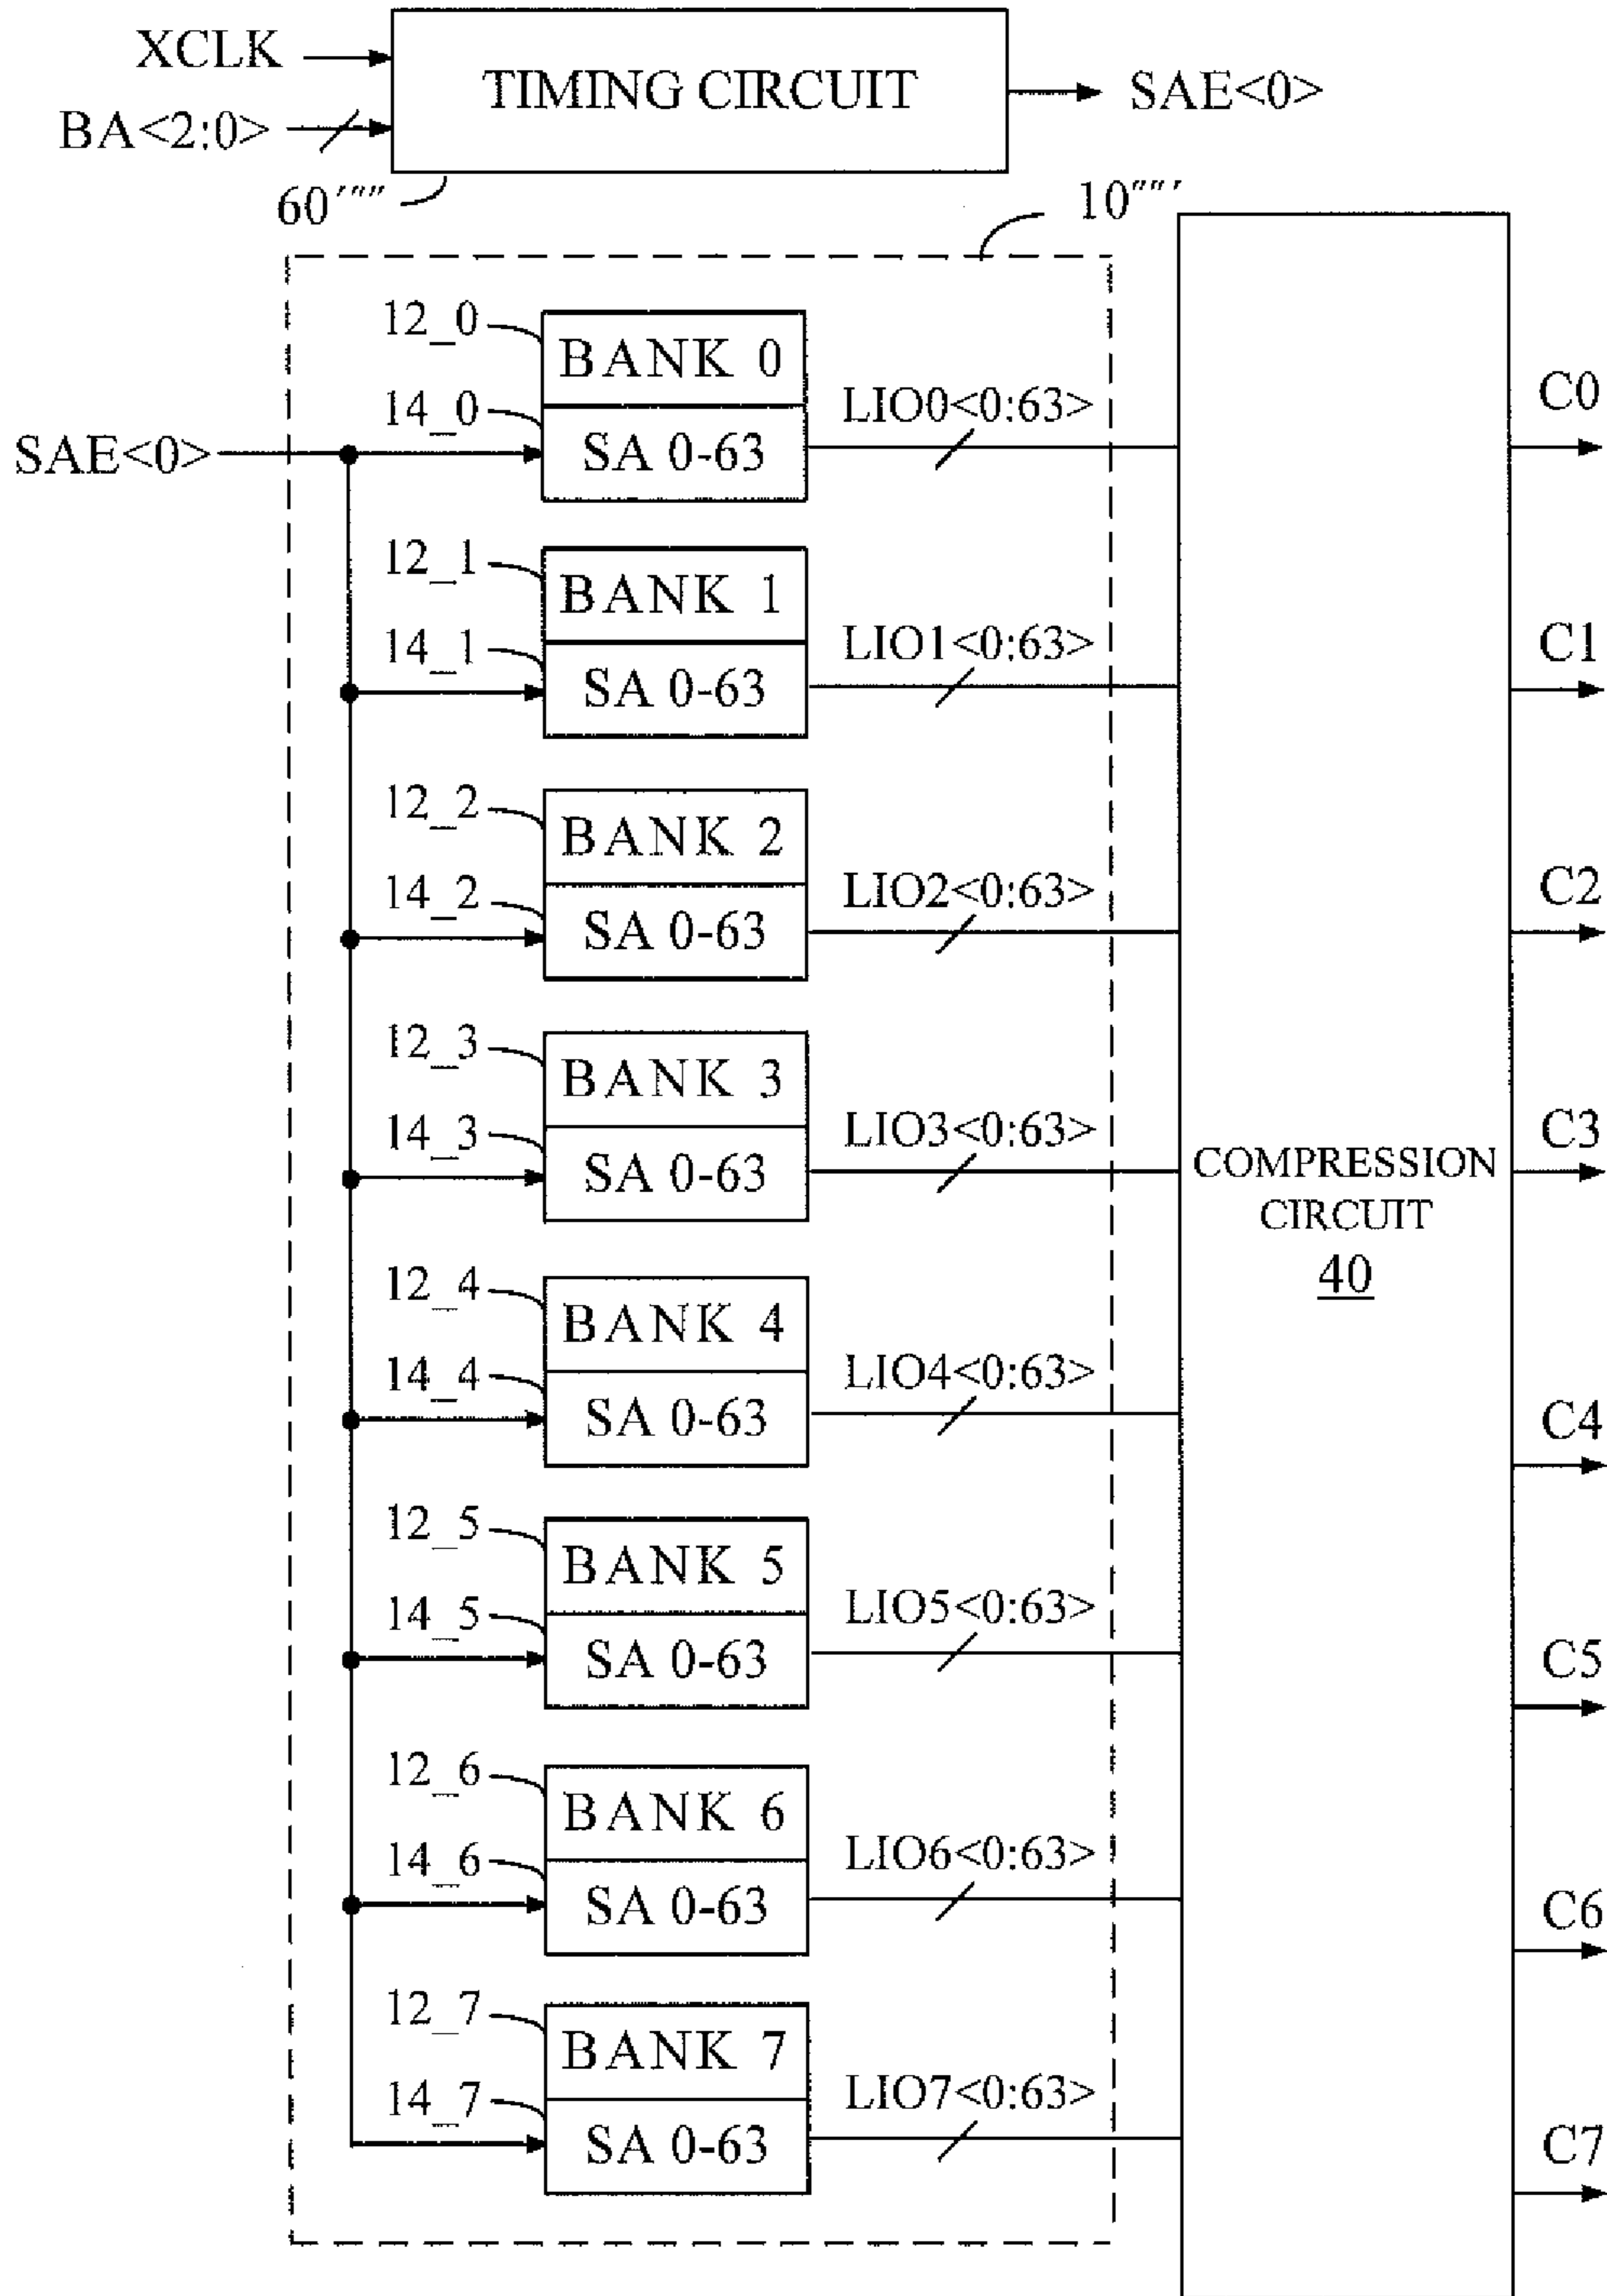 XCLK
BA<2:0>
TIMING CIRCUIT
SAE<0>
60′″″
10″″′
12_0
BANK 0
14_0
SA 0-63
LIO0<0:63>
C0
SAE<0>
12_1
BANK 1
14_1
SA 0-63
LIO1<0:63>
C1
12_2
BANK 2
14_2
SA 0-63
LIO2<0:63>
C2
12_3
BANK 3
14_3
SA 0-63
LIO3<0:63>
C3
COMPRESSION
CIRCUIT
40
12_4
BANK 4
14_4
SA 0-63
LIO4<0:63>
C4
12_5
BANK 5
14_5
SA 0-63
LIO5<0:63>
C5
12_6
BANK 6
14_6
SA 0-63
LIO6<0:63>
C6
12_7
BANK 7
14_7
SA 0-63
LIO7<0:63>
C7